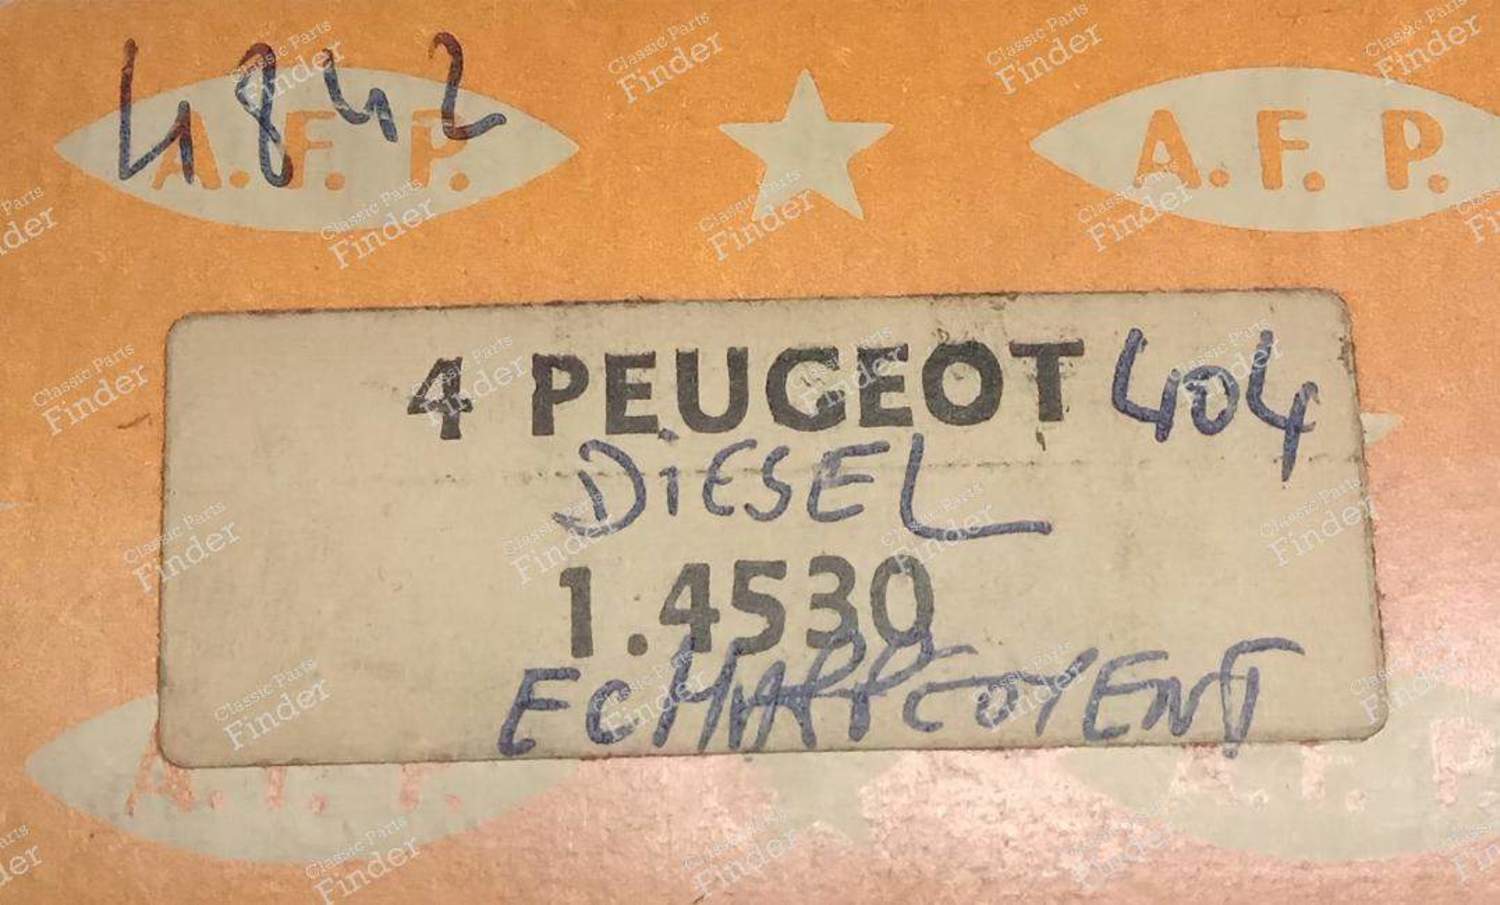 4842
A.F.P. A.F.P.
4 PEUGEOT 404
DiESEL
1.4530
ECHAPPEMENT
A.F.P. A.F.P.
Classic Parts Finder